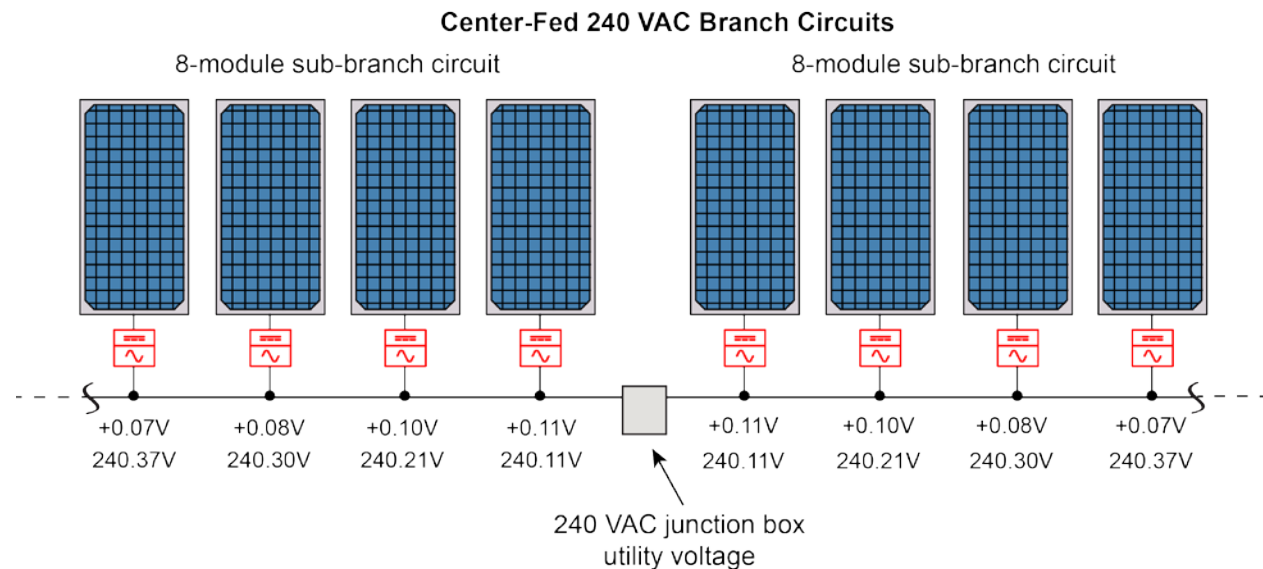 Center-Fed 240 VAC Branch Circuits
8-module sub-branch circuit 8-module sub-branch circuit
+0.07V +0.08V +0.10V +0.11V +0.11V +0.10V +0.08V +0.07V
240.37V 240.30V 240.21V 240.11V 240.11V 240.21V 240.30V 240.37V
240 VAC junction box
utility voltage